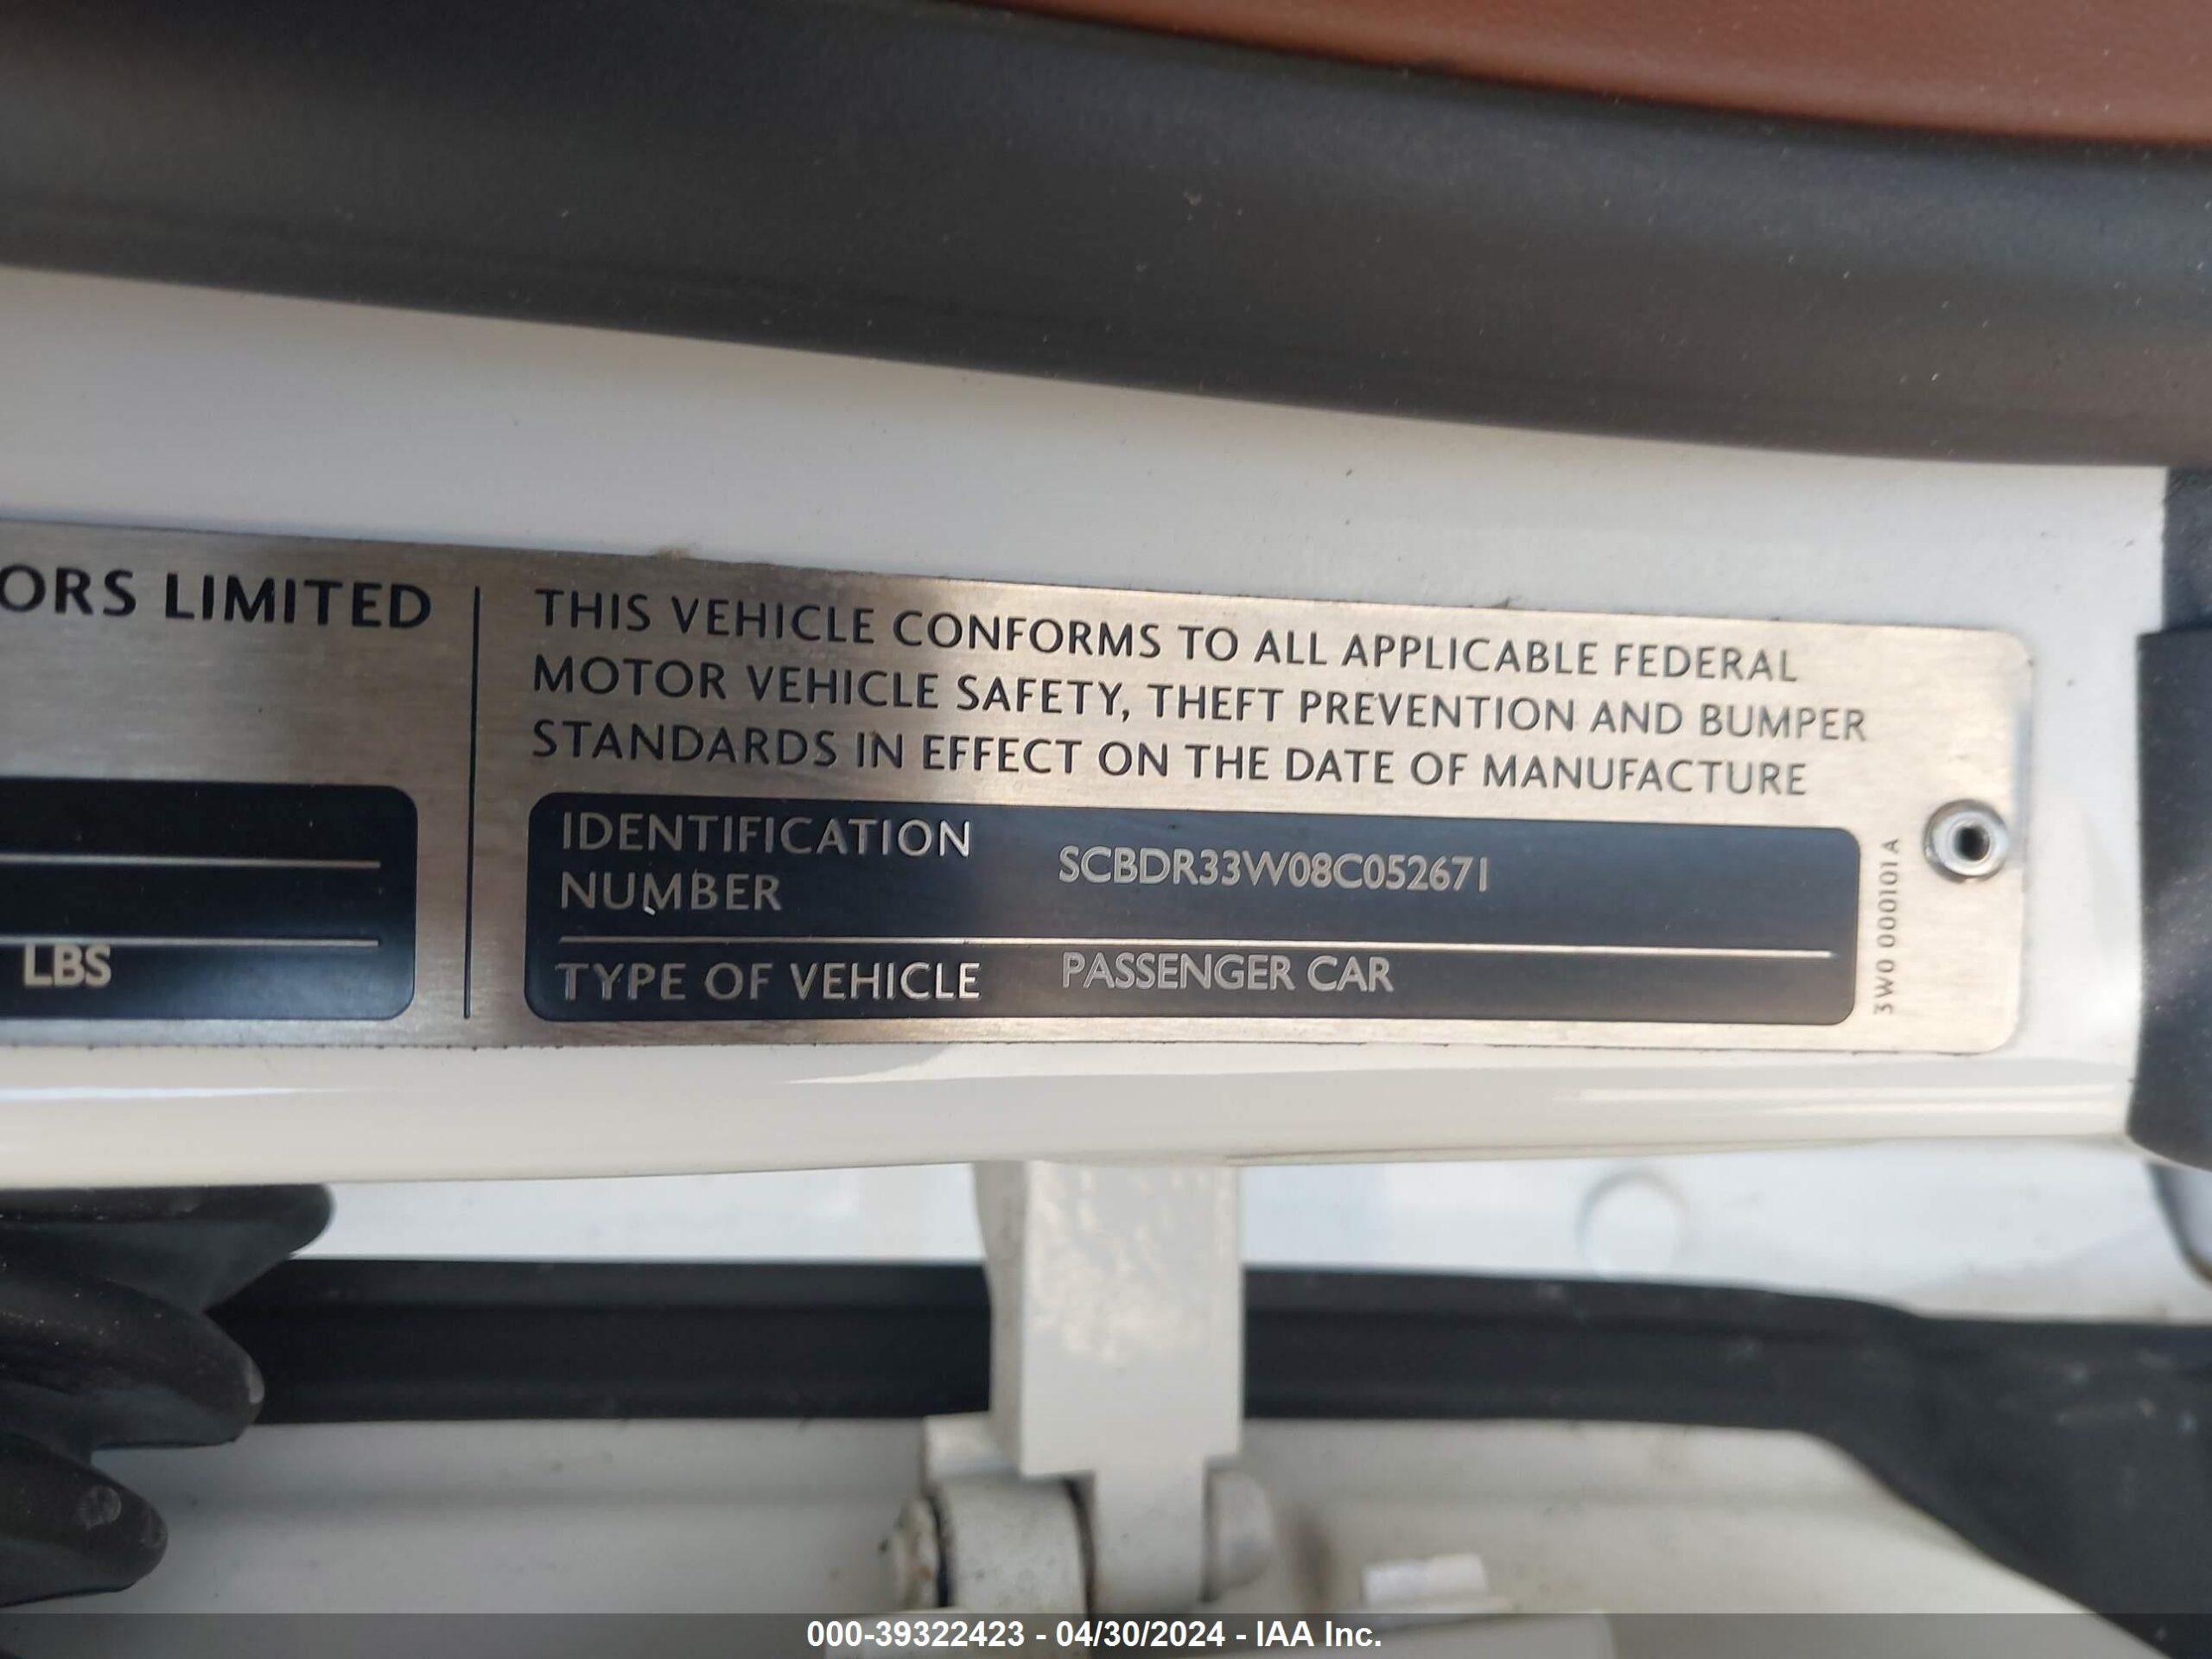 ORS LIMITED
LBS
THIS VEHICLE CONFORMS TO ALL APPLICABLE FEDERAL
MOTOR VEHICLE SAFETY, THEFT PREVENTION AND BUMPER
STANDARDS IN EFFECT ON THE DATE OF MANUFACTURE
IDENTIFICATION
NUMBER
SCBDR33W08C052671
TYPE OF VEHICLE
PASSENGER CAR
3W0 000101 A
000-39322423 - 04/30/2024 - IAA Inc.